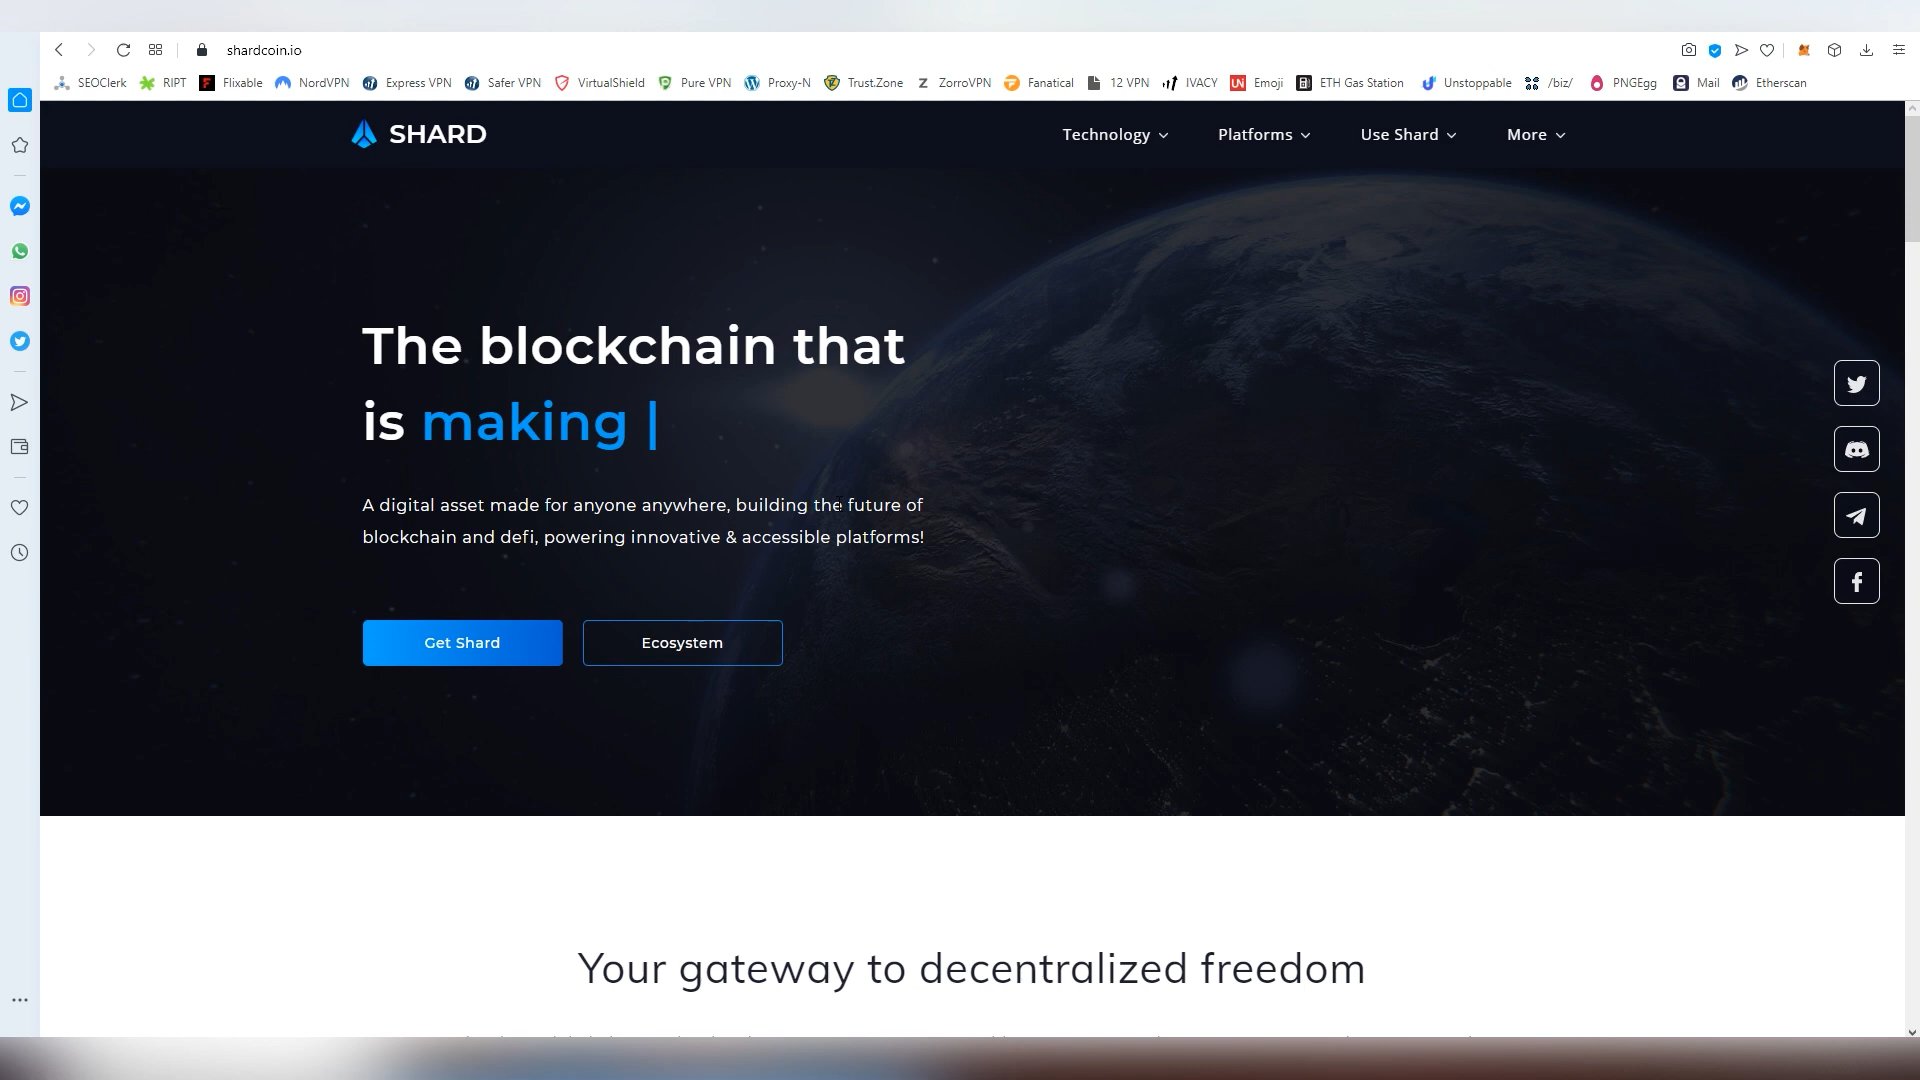 shardcoin.io
SEOClerk RIPT Flixable NordVPN Express VPN Safer VPN VirtualShield Pure VPN Proxy-N Trust.Zone ZorroVPN Fanatical 12 VPN IVACY Emoji ETH Gas Station Unstoppable /biz/ PNGEgg Mail Etherscan
SHARD Technology Platforms Use Shard More
The blockchain that
is making |
A digital asset made for anyone anywhere, building the future of
blockchain and defi, powering innovative & accessible platforms!
Get Shard Ecosystem
Your gateway to decentralized freedom